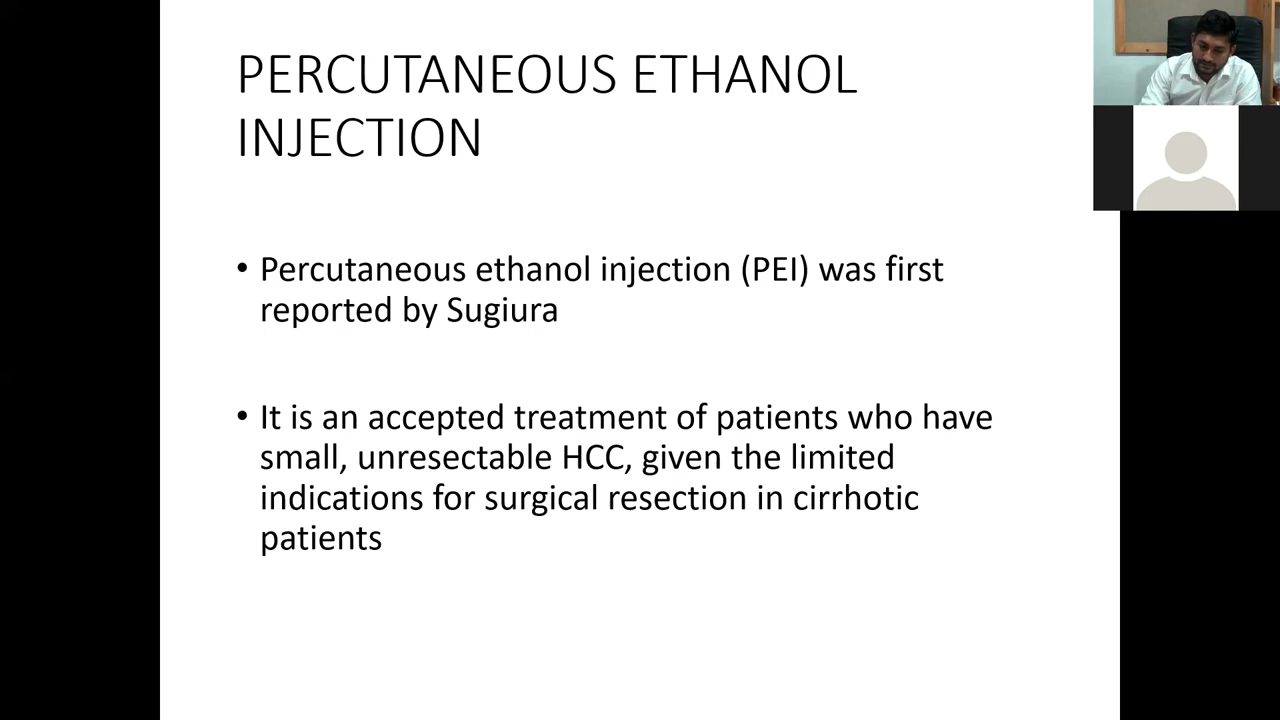 PERCUTANEOUS ETHANOL
INJECTION
• Percutaneous ethanol injection (PEI) was first
reported by Sugiura
• It is an accepted treatment of patients who have
small, unresectable HCC, given the limited
indications for surgical resection in cirrhotic
patients